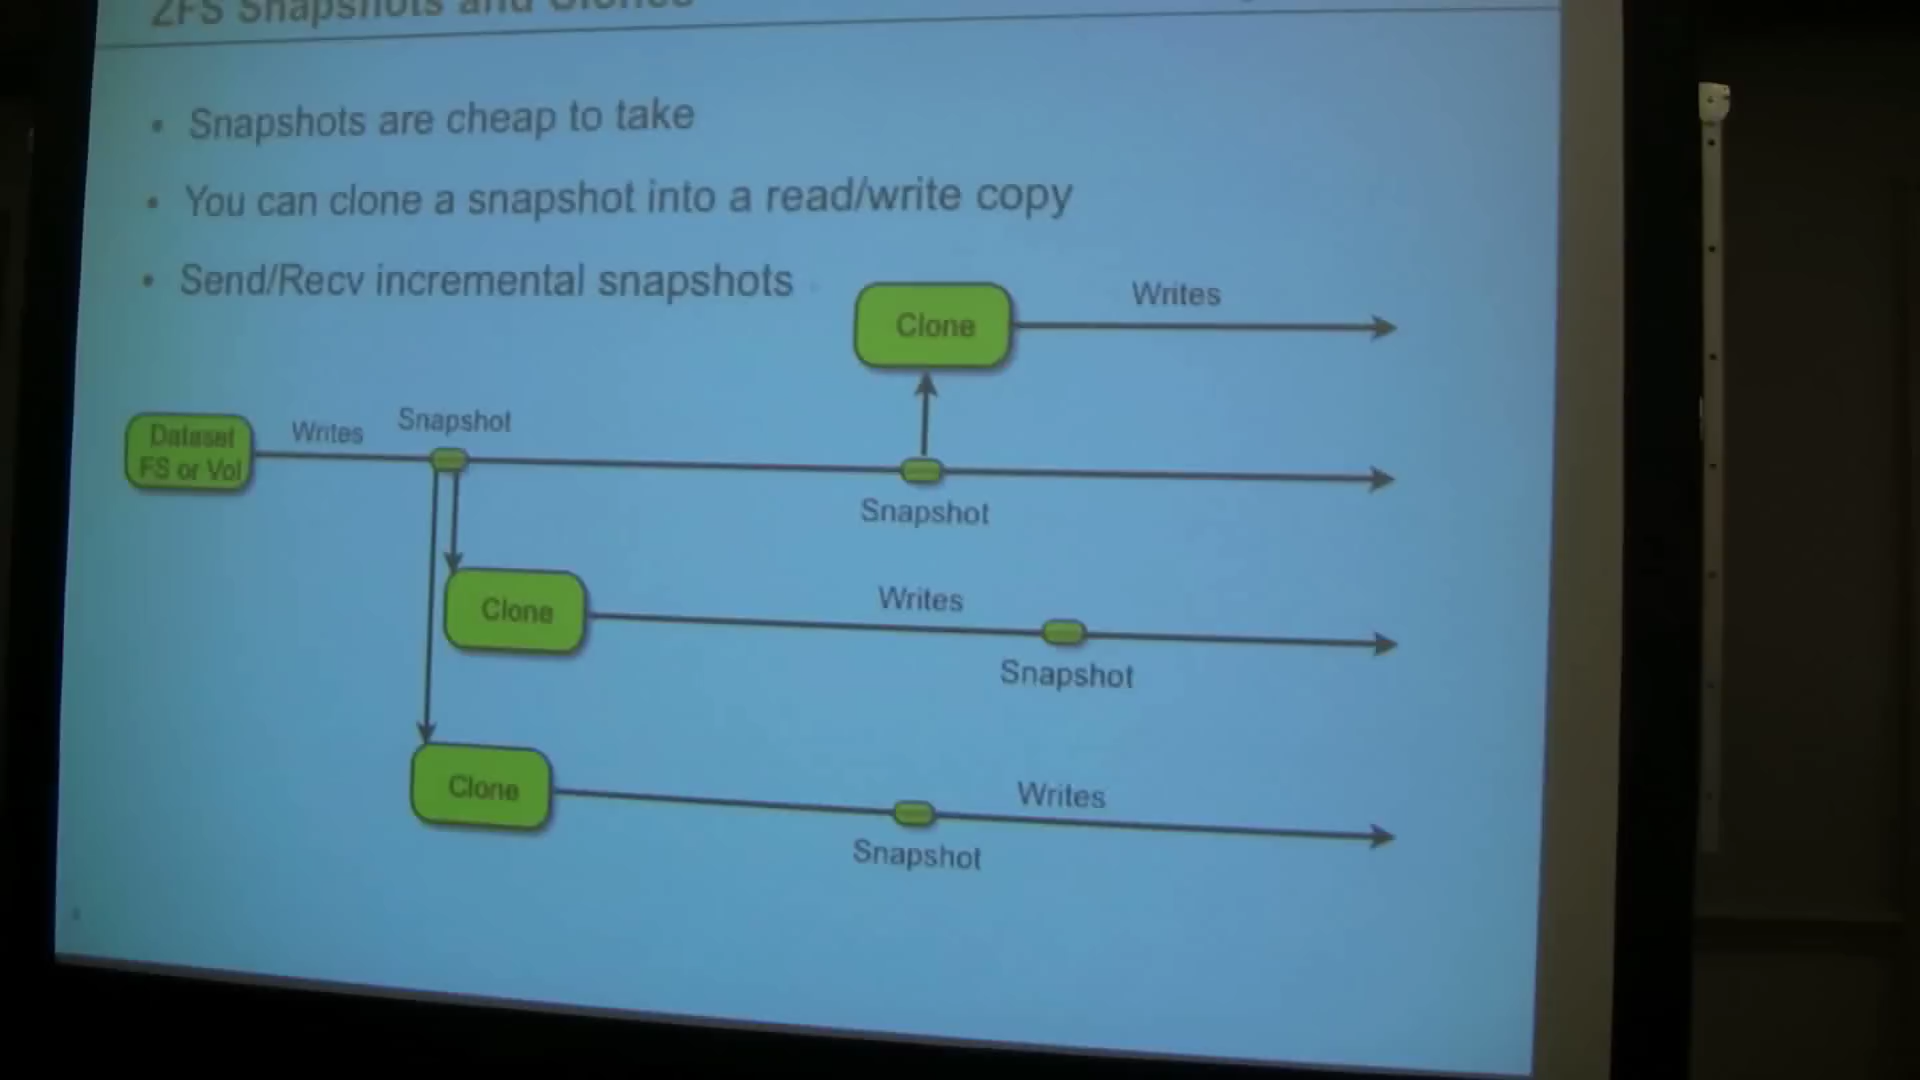 ZFS Snapshots and Clones
• Snapshots are cheap to take
• You can clone a snapshot into a read/write copy
• Send/Recv incremental snapshots
Clone
Writes
Dataset
FS or Vol
Writes
Snapshot
Snapshot
Clone
Writes
Snapshot
Clone
Writes
Snapshot